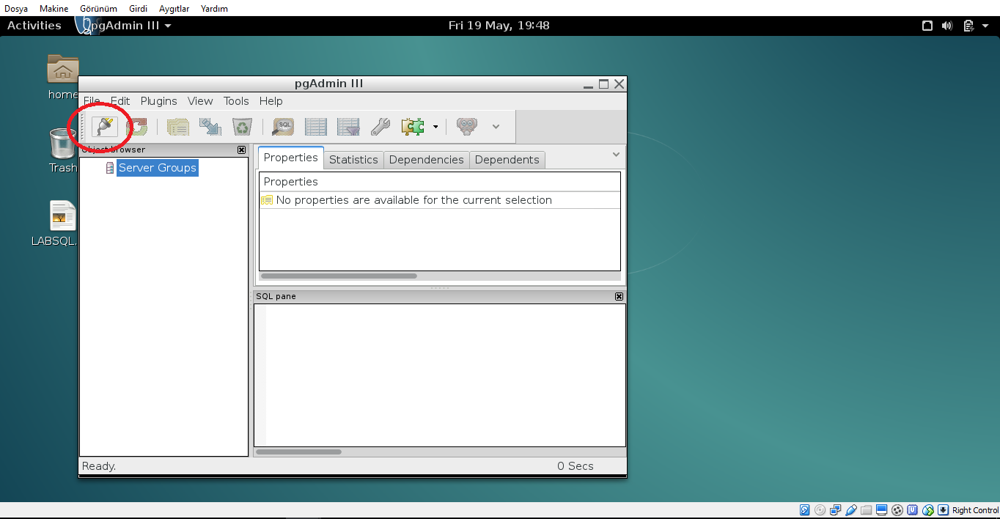 Dosya Makine Görünüm Girdi Aygıtlar Yardım
Activities pgAdmin III Fri 19 May, 19:48
home
pgAdmin III
File Edit Plugins View Tools Help
SQL
Object browser
Trash
Server Groups
Properties Statistics Dependencies Dependents
Properties
No properties are available for the current selection
LABSQL.
SQL pane
Ready. 0 Secs
Right Control